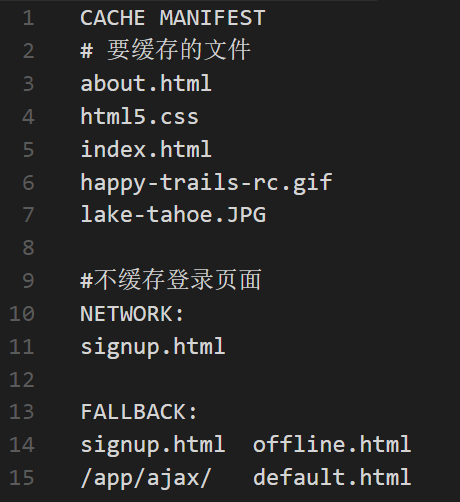 1 CACHE MANIFEST
2 # 要缓存的文件
3 about.html
4 html5.css
5 index.html
6 happy-trails-rc.gif
7 lake-tahoe.JPG
8
9 #不缓存登录页面
10 NETWORK:
11 signup.html
12
13 FALLBACK:
14 signup.html  offline.html
15 /app/ajax/   default.html